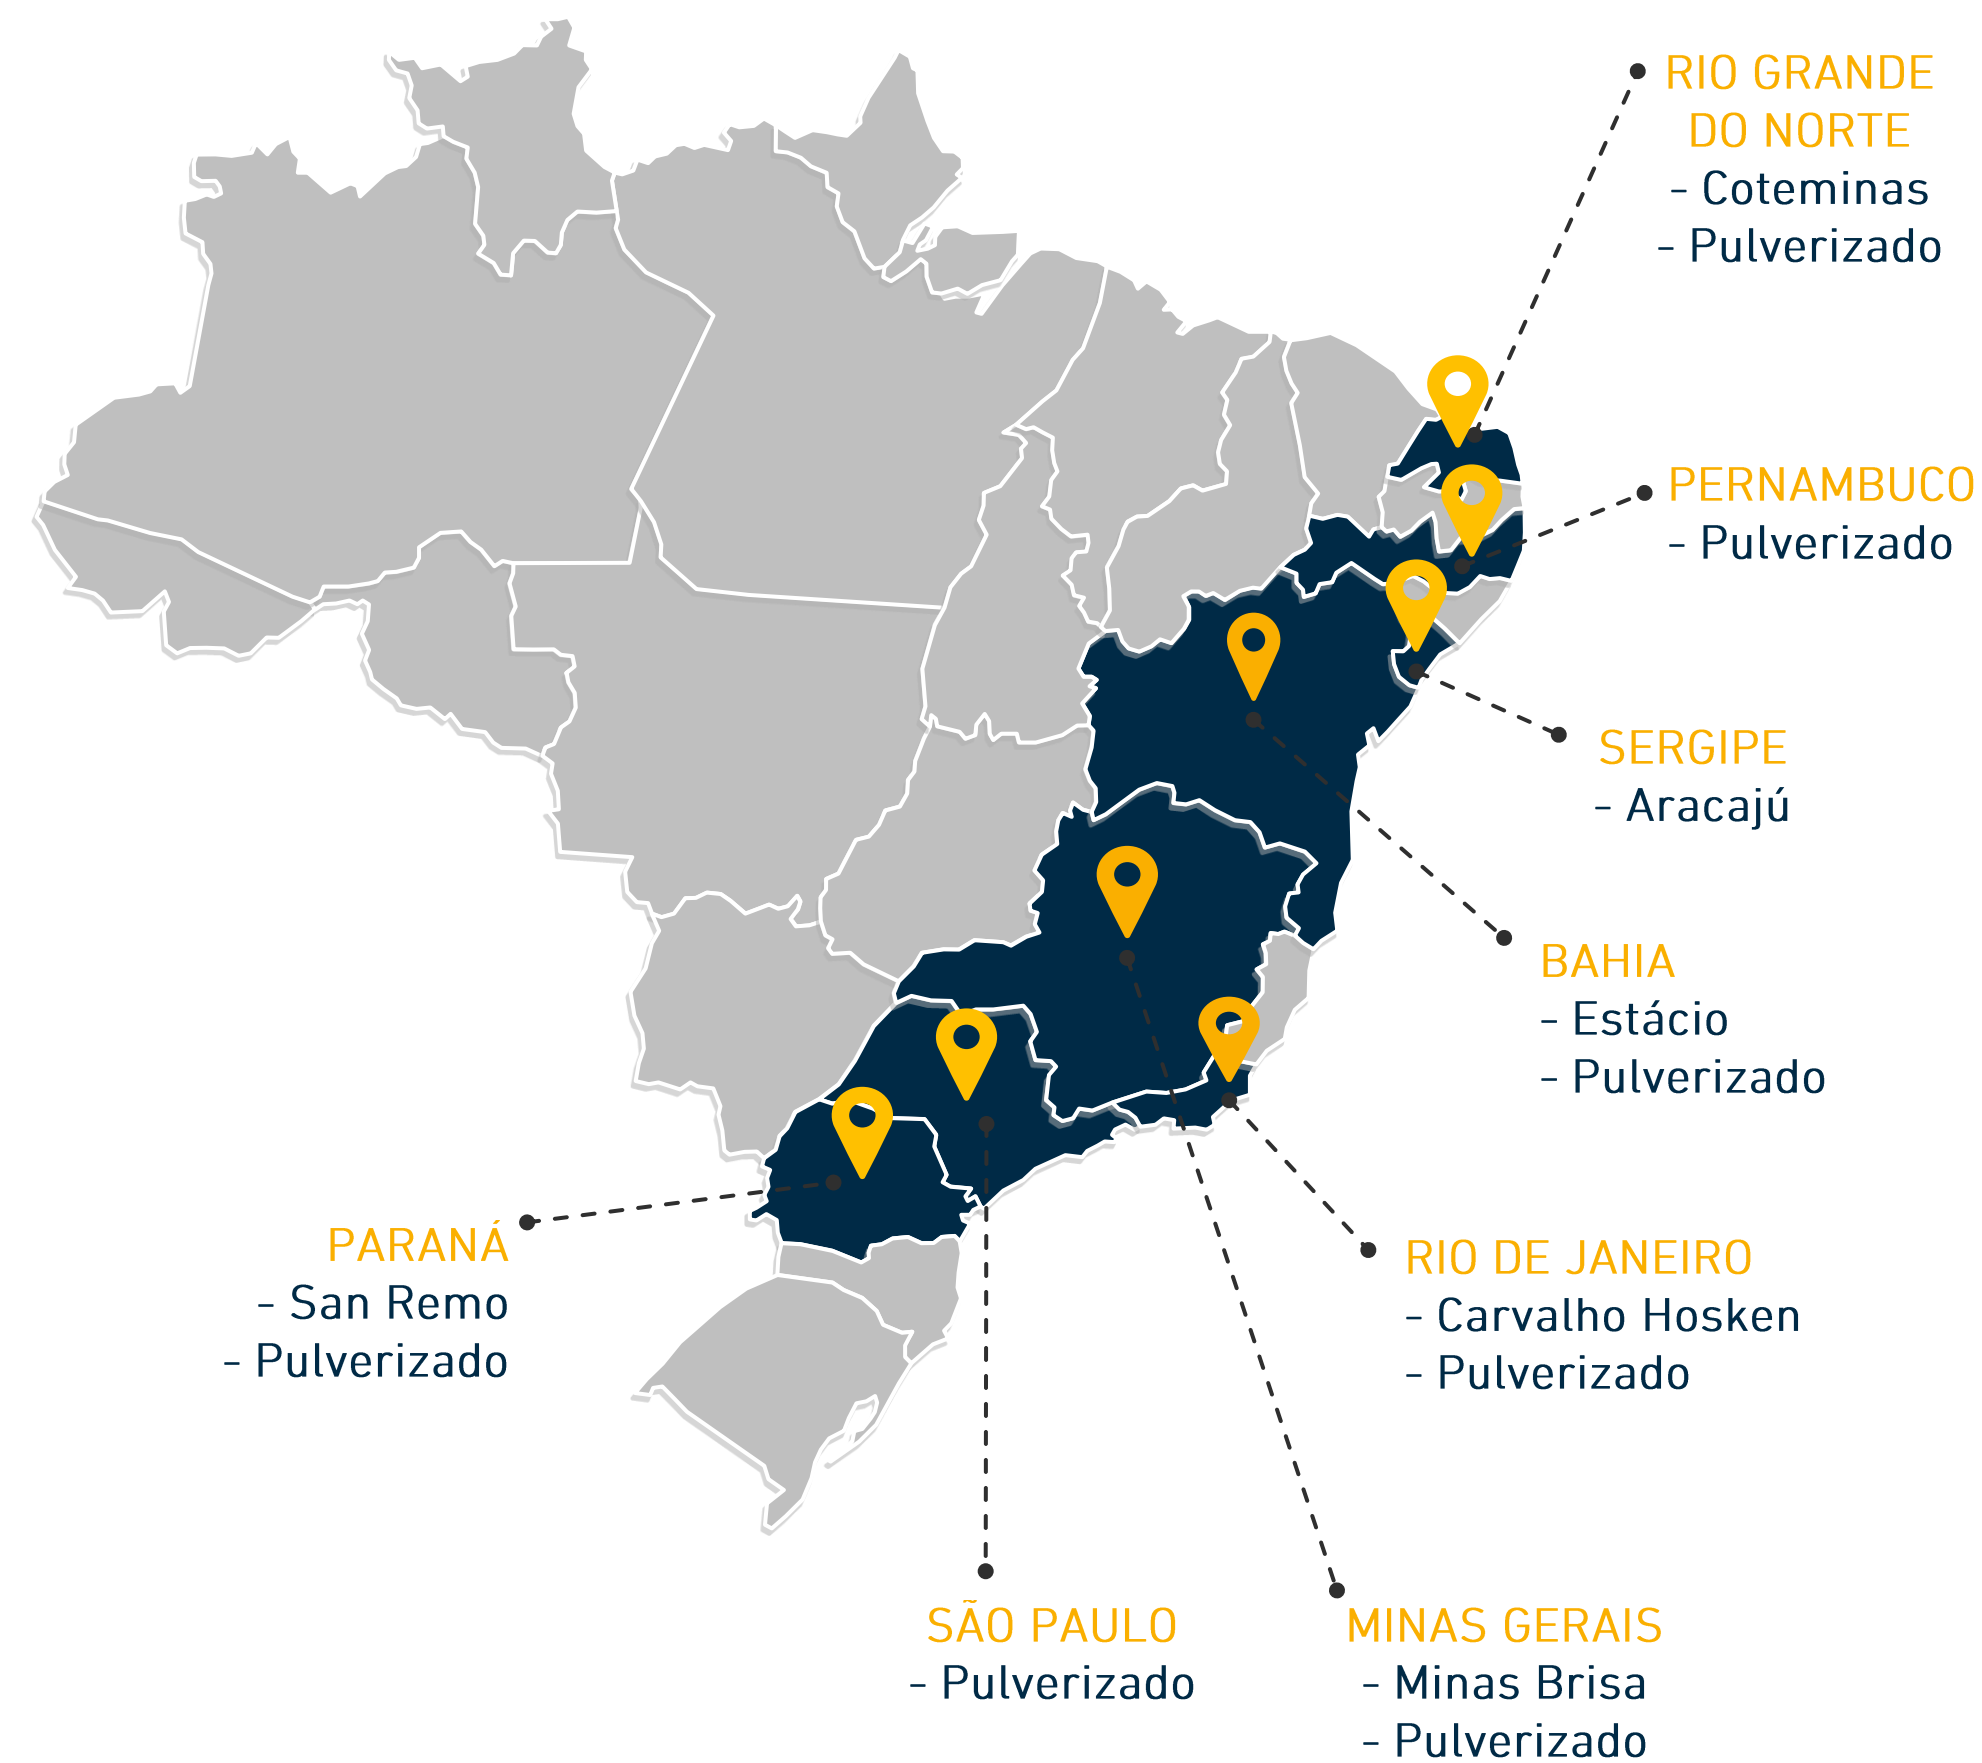 RIO GRANDE
DO NORTE
- Coteminas
- Pulverizado
PERNAMBUCO
- Pulverizado
SERGIPE
- Aracajú
BAHIA
- Estácio
- Pulverizado
PARANÁ
- San Remo
- Pulverizado
RIO DE JANEIRO
- Carvalho Hosken
- Pulverizado
SÃO PAULO
- Pulverizado
MINAS GERAIS
- Minas Brisa
- Pulverizado